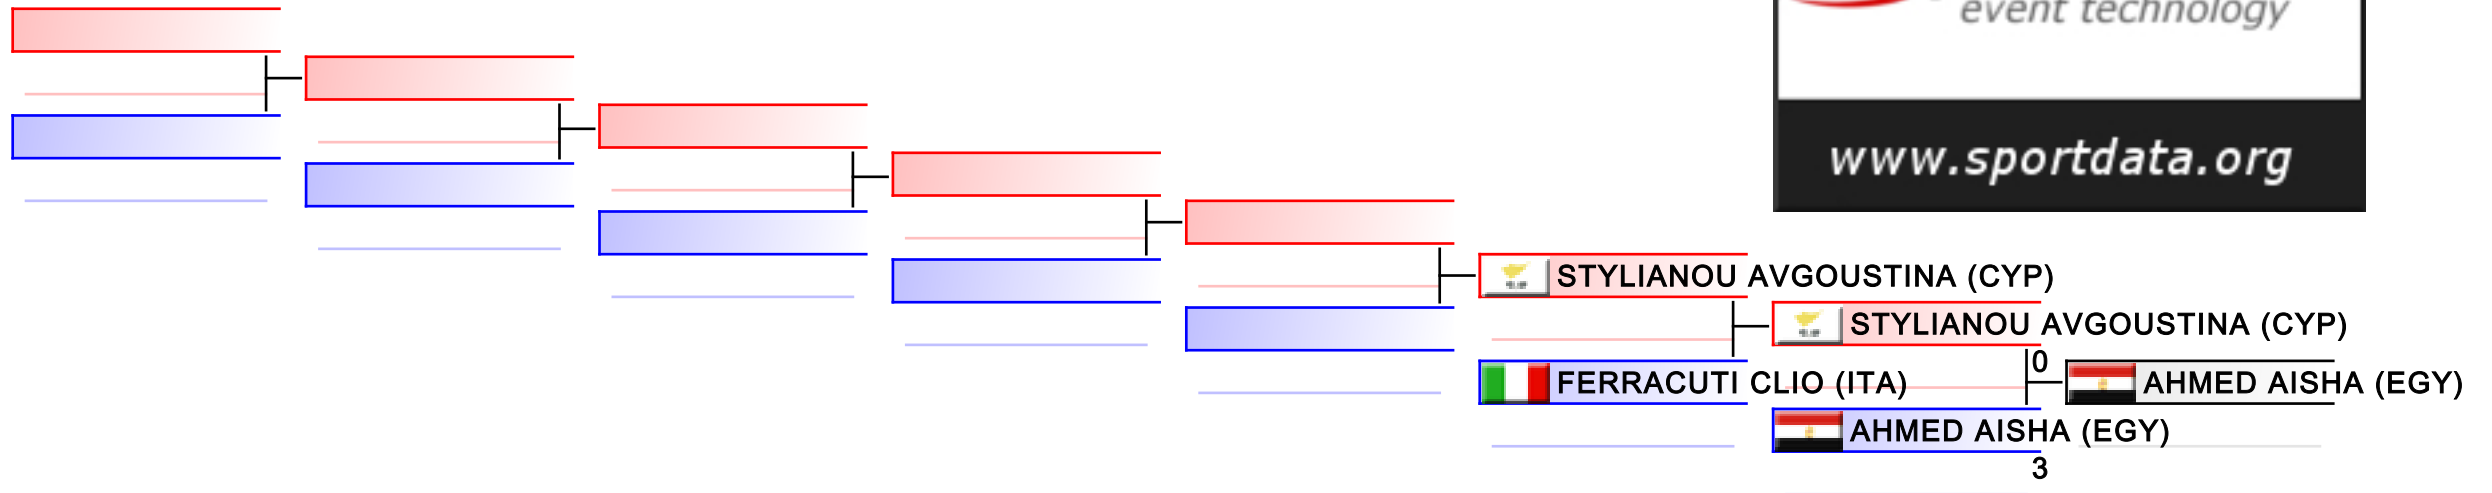 event technology
www.sportdata.org
STYLIANOU AVGOUSTINA (CYP)
STYLIANOU AVGOUSTINA (CYP)
0
FERRACUTI CLIO (ITA)
AHMED AISHA (EGY)
AHMED AISHA (EGY)
3